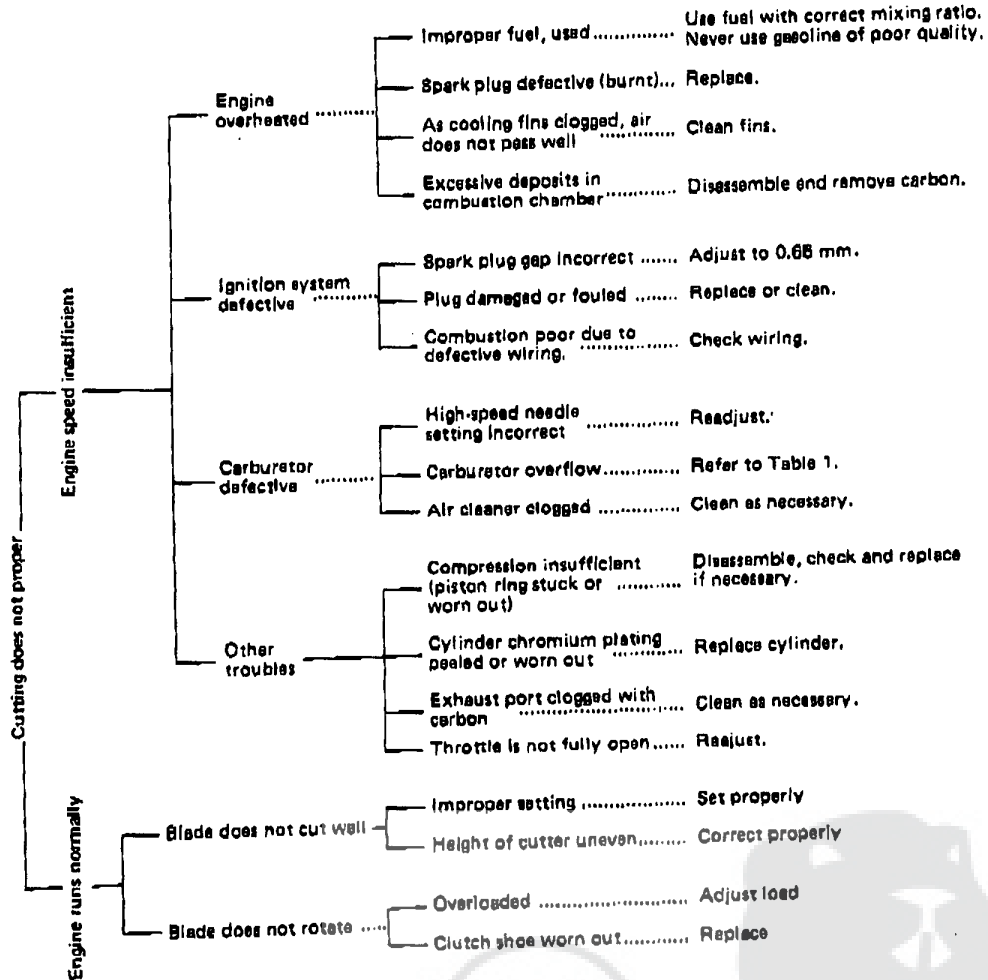 Cutting does not proper
Engine speed insufficient
Engine
overheated
Improper fuel, used
Use fuel with correct mixing ratio.
Never use gasoline of poor quality.
Spark plug defective (burnt)... Replace.
As cooling fins clogged, air
does not pass well
Clean fins.
Excessive deposits in
combustion chamber
Disassemble and remove carbon.
Ignition system
defective
Spark plug gap incorrect ....... Adjust to 0.65 mm.
Plug damaged or fouled ........ Replace or clean.
Combustion poor due to
defective wiring.
Check wiring.
Carburator
defective
High-speed needle
setting incorrect
Readjust.
Carburator overflow.............. Refer to Table 1.
Air cleaner clogged ............... Clean as necessary.
Other
troubles
Compression insufficient
(piston ring stuck or
worn out)
Disassemble, check and replace
if necessary.
Cylinder chromium plating
peeled or worn out
Replace cylinder.
Exhaust port clogged with
carbon
Clean as necessary.
Throttle is not fully open...... Reajust.
Engine runs normally
Blade does not cut well
Improper setting ................... Set properly
Height of cutter uneven......... Correct properly
Blade does not rotate .....
Overloaded ........................ Adjust load
Clutch shoe worn out............ Replace